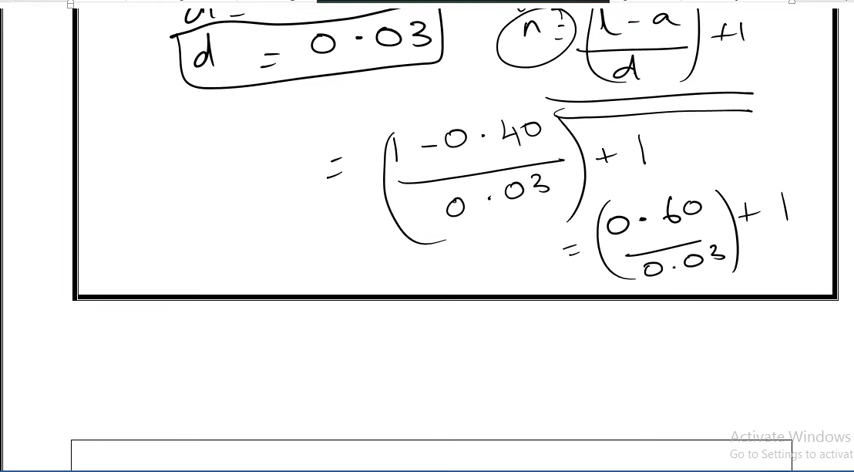 d = 0.03
n = (l - a / d) + 1
= (1 - 0.40 / 0.03) + 1
= (0.60 / 0.03) + 1
Activate Windows
Go to Settings to activat